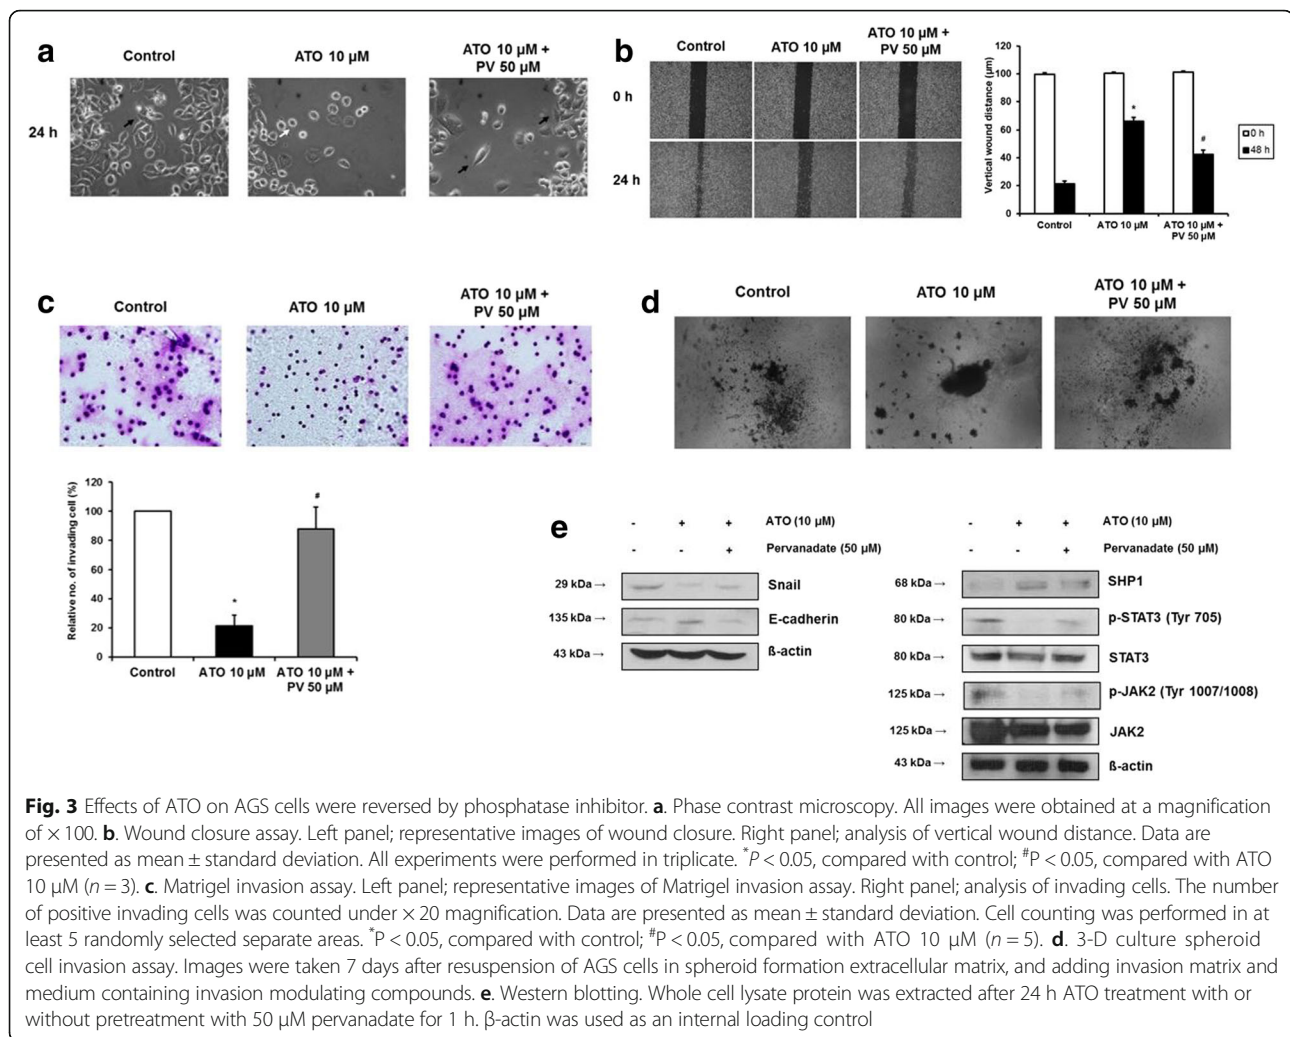 a
Control
ATO 10 µM
ATO 10 µM +
PV 50 µM
24 h
b
Control
ATO 10 µM
ATO 10 µM +
PV 50 µM
0 h
24 h
Vertical wound distance (µm)
120
100
80
60
40
20
0
*
#
Control
ATO 10 µM
ATO 10 µM +
PV 50 µM
0 h
48 h
c
Control
ATO 10 µM
ATO 10 µM +
PV 50 µM
Relative no. of invading cell (%)
120
100
80
60
40
20
0
*
#
Control
ATO 10 µM
ATO 10 µM +
PV 50 µM
d
Control
ATO 10 µM
ATO 10 µM +
PV 50 µM
e
- + + ATO (10 µM)
- - + Pervanadate (50 µM)
29 kDa → Snail
135 kDa → E-cadherin
43 kDa → ß-actin
- + + ATO (10 µM)
- - + Pervanadate (50 µM)
68 kDa → SHP1
80 kDa → p-STAT3 (Tyr 705)
80 kDa → STAT3
125 kDa → p-JAK2 (Tyr 1007/1008)
125 kDa → JAK2
43 kDa → ß-actin
Fig. 3 Effects of ATO on AGS cells were reversed by phosphatase inhibitor. a. Phase contrast microscopy. All images were obtained at a magnification
of × 100. b. Wound closure assay. Left panel; representative images of wound closure. Right panel; analysis of vertical wound distance. Data are
presented as mean ± standard deviation. All experiments were performed in triplicate. *P < 0.05, compared with control; #P < 0.05, compared with ATO
10 µM (n = 3). c. Matrigel invasion assay. Left panel; representative images of Matrigel invasion assay. Right panel; analysis of invading cells. The number
of positive invading cells was counted under × 20 magnification. Data are presented as mean ± standard deviation. Cell counting was performed in at
least 5 randomly selected separate areas. *P < 0.05, compared with control; #P < 0.05, compared with ATO 10 µM (n = 5). d. 3-D culture spheroid
cell invasion assay. Images were taken 7 days after resuspension of AGS cells in spheroid formation extracellular matrix, and adding invasion matrix and
medium containing invasion modulating compounds. e. Western blotting. Whole cell lysate protein was extracted after 24 h ATO treatment with or
without pretreatment with 50 µM pervanadate for 1 h. β-actin was used as an internal loading control